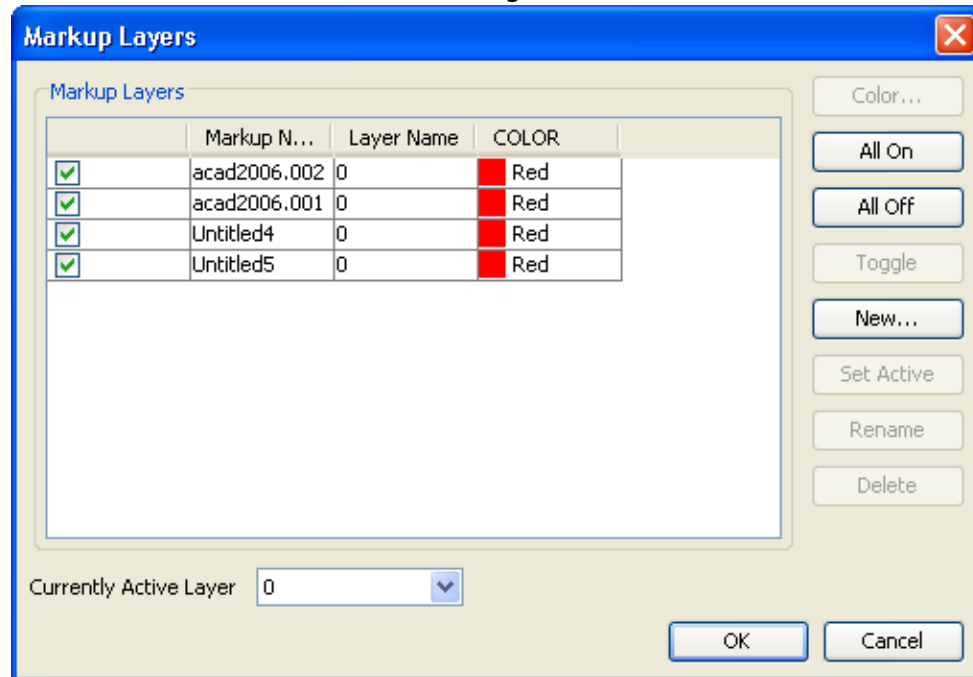 Markup Layers
Markup Layers
Markup N... Layer Name COLOR
acad2006.002 0 Red
acad2006.001 0 Red
Untitled4 0 Red
Untitled5 0 Red
Color...
All On
All Off
Toggle
New...
Set Active
Rename
Delete
Currently Active Layer 0
OK Cancel